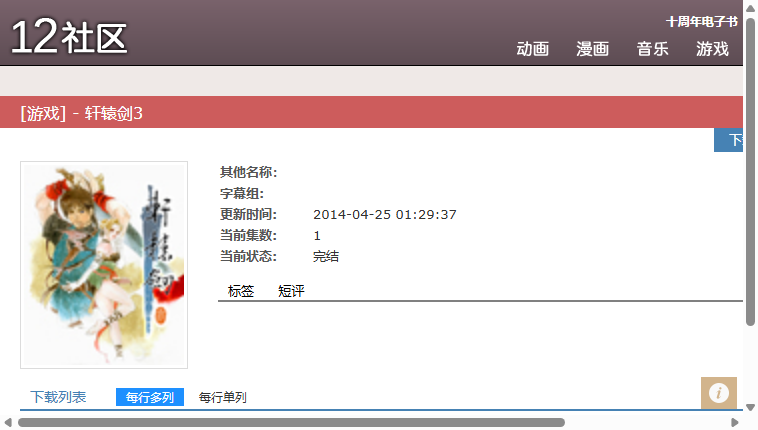 12社区
十周年电子书
动画 漫画 音乐 游戏
[游戏] - 轩辕剑3
其他名称:
字幕组:
更新时间: 2014-04-25 01:29:37
当前集数: 1
当前状态: 完结
标签 短评
轩辕剑
下载列表 每行多列 每行单列